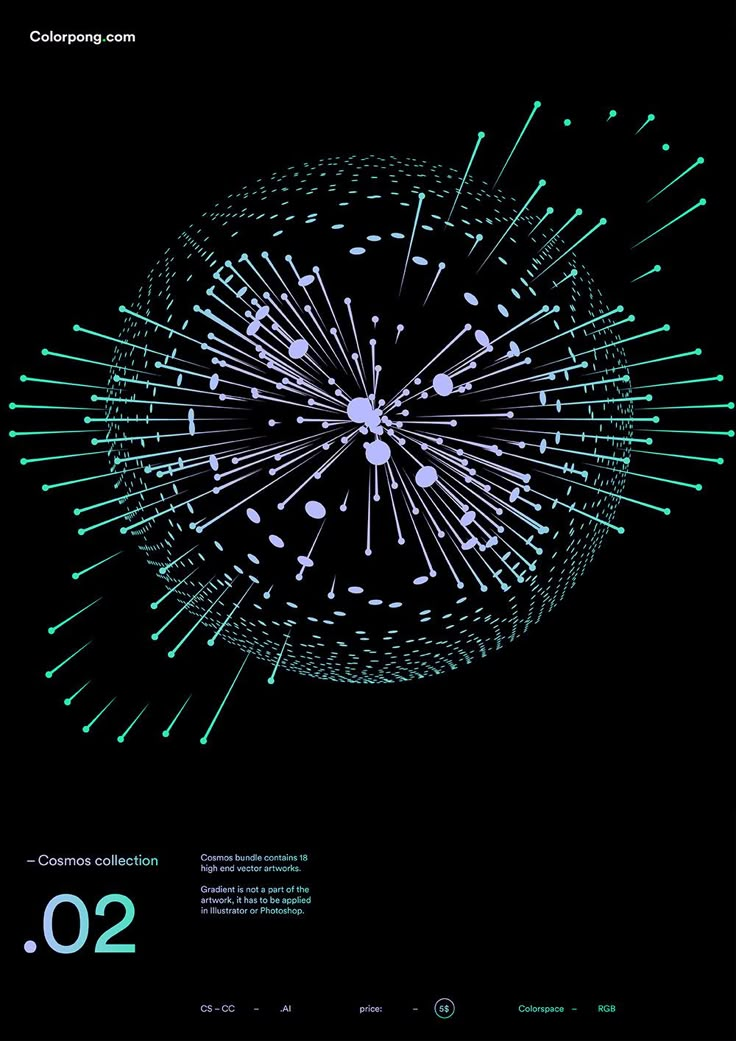 Colorpong.com
– Cosmos collection
.02
Cosmos bundle contains 18
high end vector artworks.
Gradient is not a part of the
artwork, it has to be applied
in Illustrator or Photoshop.
CS – CC – .AI price: – 5$ Colorspace – RGB